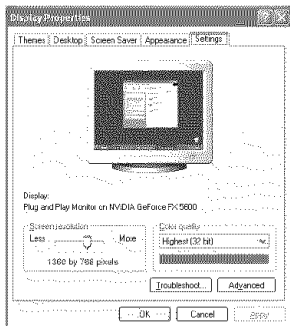 Display Properties
Themes Desktop Screen Saver Appearance Settings
Display:
Plug and Play Monitor on NVIDIA GeForce FX 5600
Screen resolution
Less More
1360 by 768 pixels
Color quality
Highest (32 bit)
Troubleshoot... Advanced
OK Cancel Apply